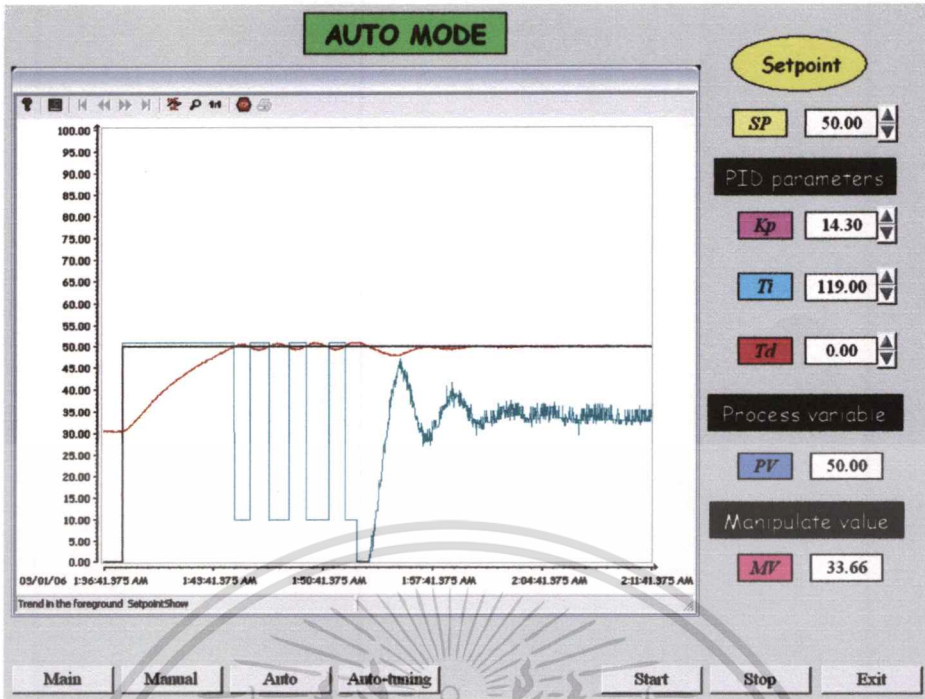 AUTO MODE
Setpoint
SP 50.00
PID parameters
Kp 14.30
Ti 119.00
Td 0.00
Process variable
PV 50.00
Manipulate value
MV 33.66
1:1
100.00
95.00
90.00
85.00
80.00
75.00
70.00
65.00
60.00
55.00
50.00
45.00
40.00
35.00
30.00
25.00
20.00
15.00
10.00
5.00
0.00
03/01/06 1:36:41.375 AM 1:43:41.375 AM 1:50:41.375 AM 1:57:41.375 AM 2:04:41.375 AM 2:11:41.375 AM
Trend in the foreground SetpointShow
Main Manual Auto Auto-tuning Start Stop Exit